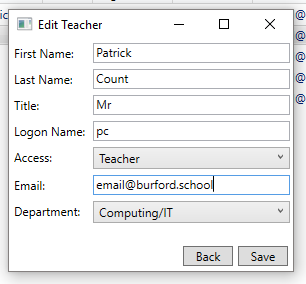 Edit Teacher
First Name: Patrick
Last Name: Count
Title: Mr
Logon Name: pc
Access: Teacher
Email: email@burford.school
Department: Computing/IT
Back Save
@
@
@
@